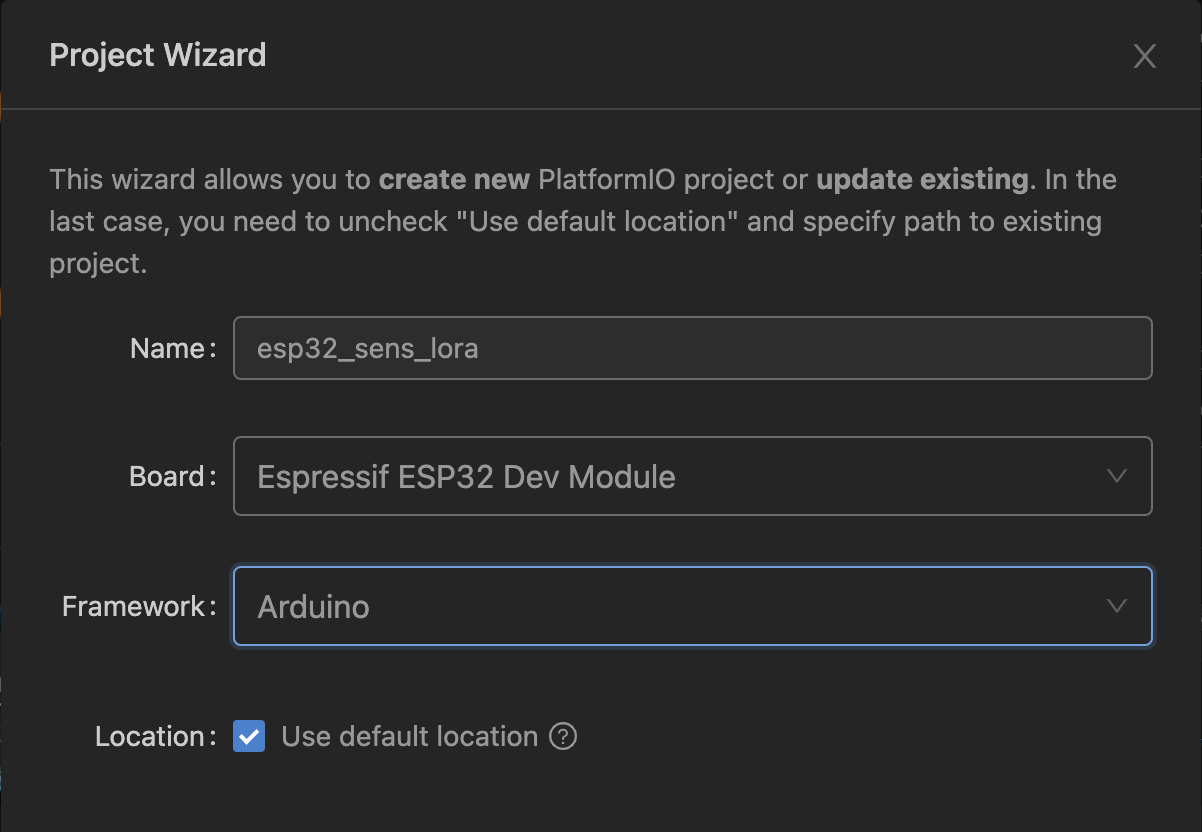 Project Wizard
This wizard allows you to create new PlatformIO project or update existing. In the
last case, you need to uncheck "Use default location" and specify path to existing
project.
Name: esp32_sens_lora
Board: Espressif ESP32 Dev Module
Framework: Arduino
Location: Use default location ?